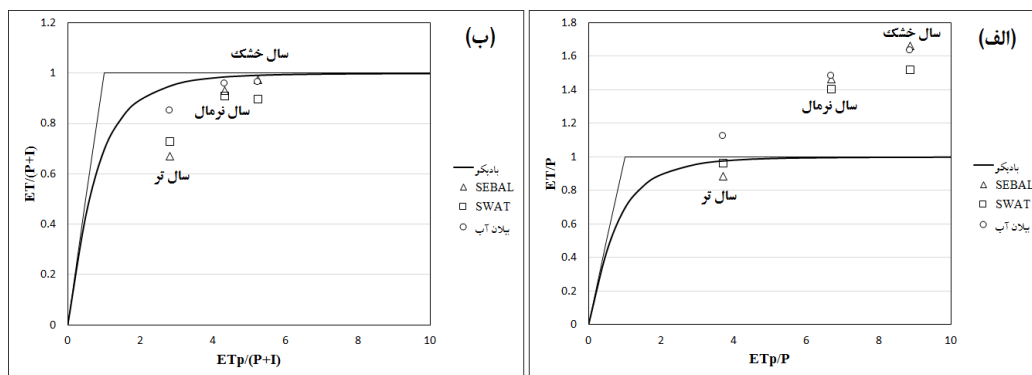 (ب)
ET/(P+I)
1.2
1
0.8
0.6
0.4
0.2
0
سال خشک
سال نرمال
سال تر
0 2 4 6 8 10
ETp/(P+I)
بادیکو
SEBAL
SWAT
بیلان آب
(الف)
ET/P
1.8
1.6
1.4
1.2
1
0.8
0.6
0.4
0.2
0
سال خشک
سال نرمال
سال تر
0 2 4 6 8 10
ETp/P
بادیکو
SEBAL
SWAT
بیلان آب